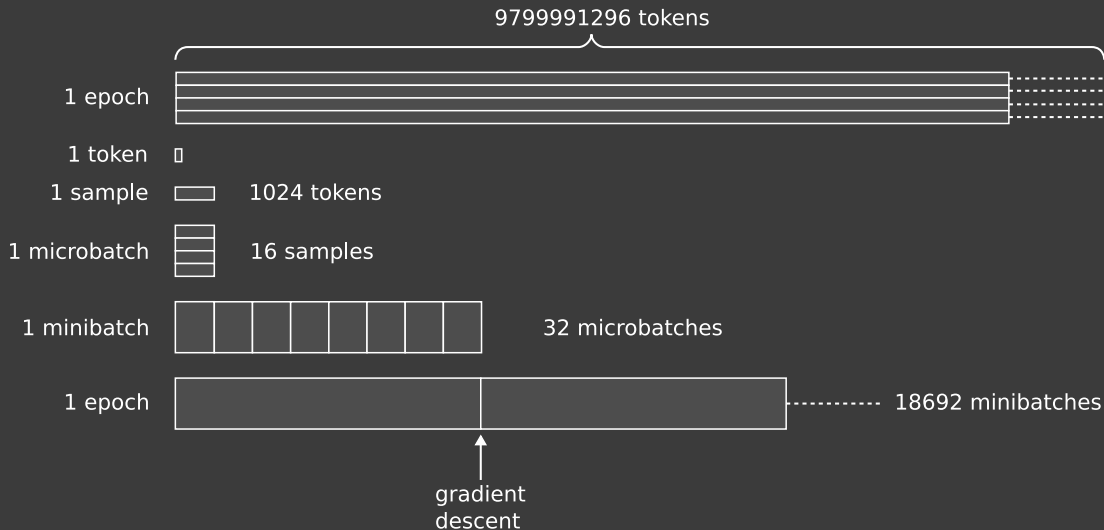 9799991296 tokens
1 epoch
1 token
1 sample
1024 tokens
1 microbatch
16 samples
1 minibatch
32 microbatches
1 epoch
18692 minibatches
gradient
descent